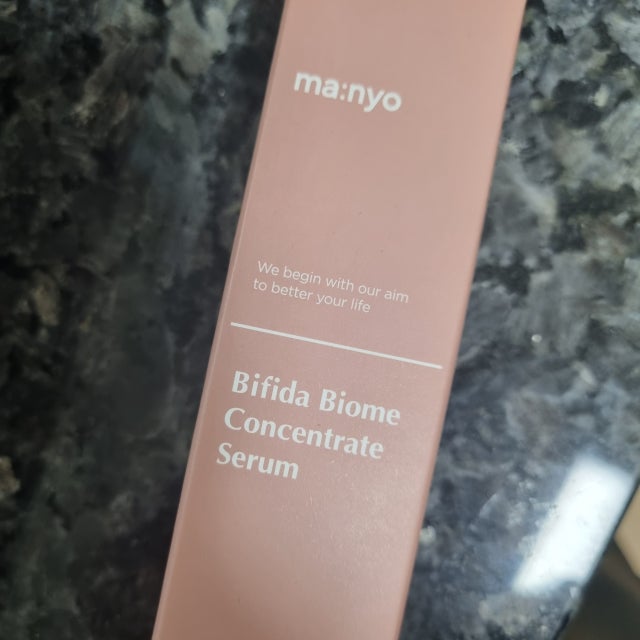 ma:nyo
We begin with our aim
to better your life
Bifida Biome
Concentrate
Serum